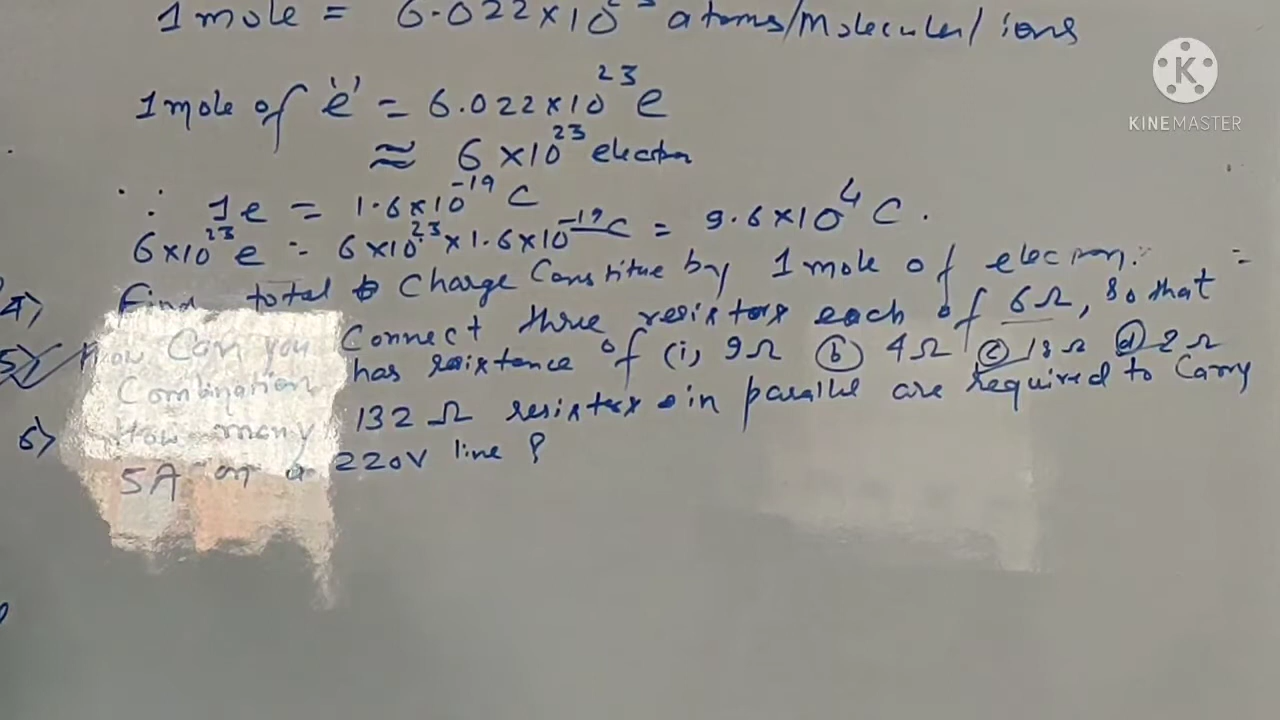 1 mole = 6.022×10 atoms/molecules/ions
1 mole of 'e' = 6.022×10²³ e
≈ 6×10²³ electron
∵ 1e = 1.6×10⁻¹⁹ C
6×10²³ e = 6×10²³ × 1.6×10⁻¹⁹ C = 9.6×10⁴ C.
4) Find total Charge Constitue by 1 mole of electron. =
5) How Can you Connect three resistors each of 6Ω, so that
Combination has resistence of (i) 9Ω (b) 4Ω (c) 18Ω (d) 2Ω
6) How many 132 Ω resistors in parallel are required to Carry
5A on a 220V line ?
K
KINEMASTER